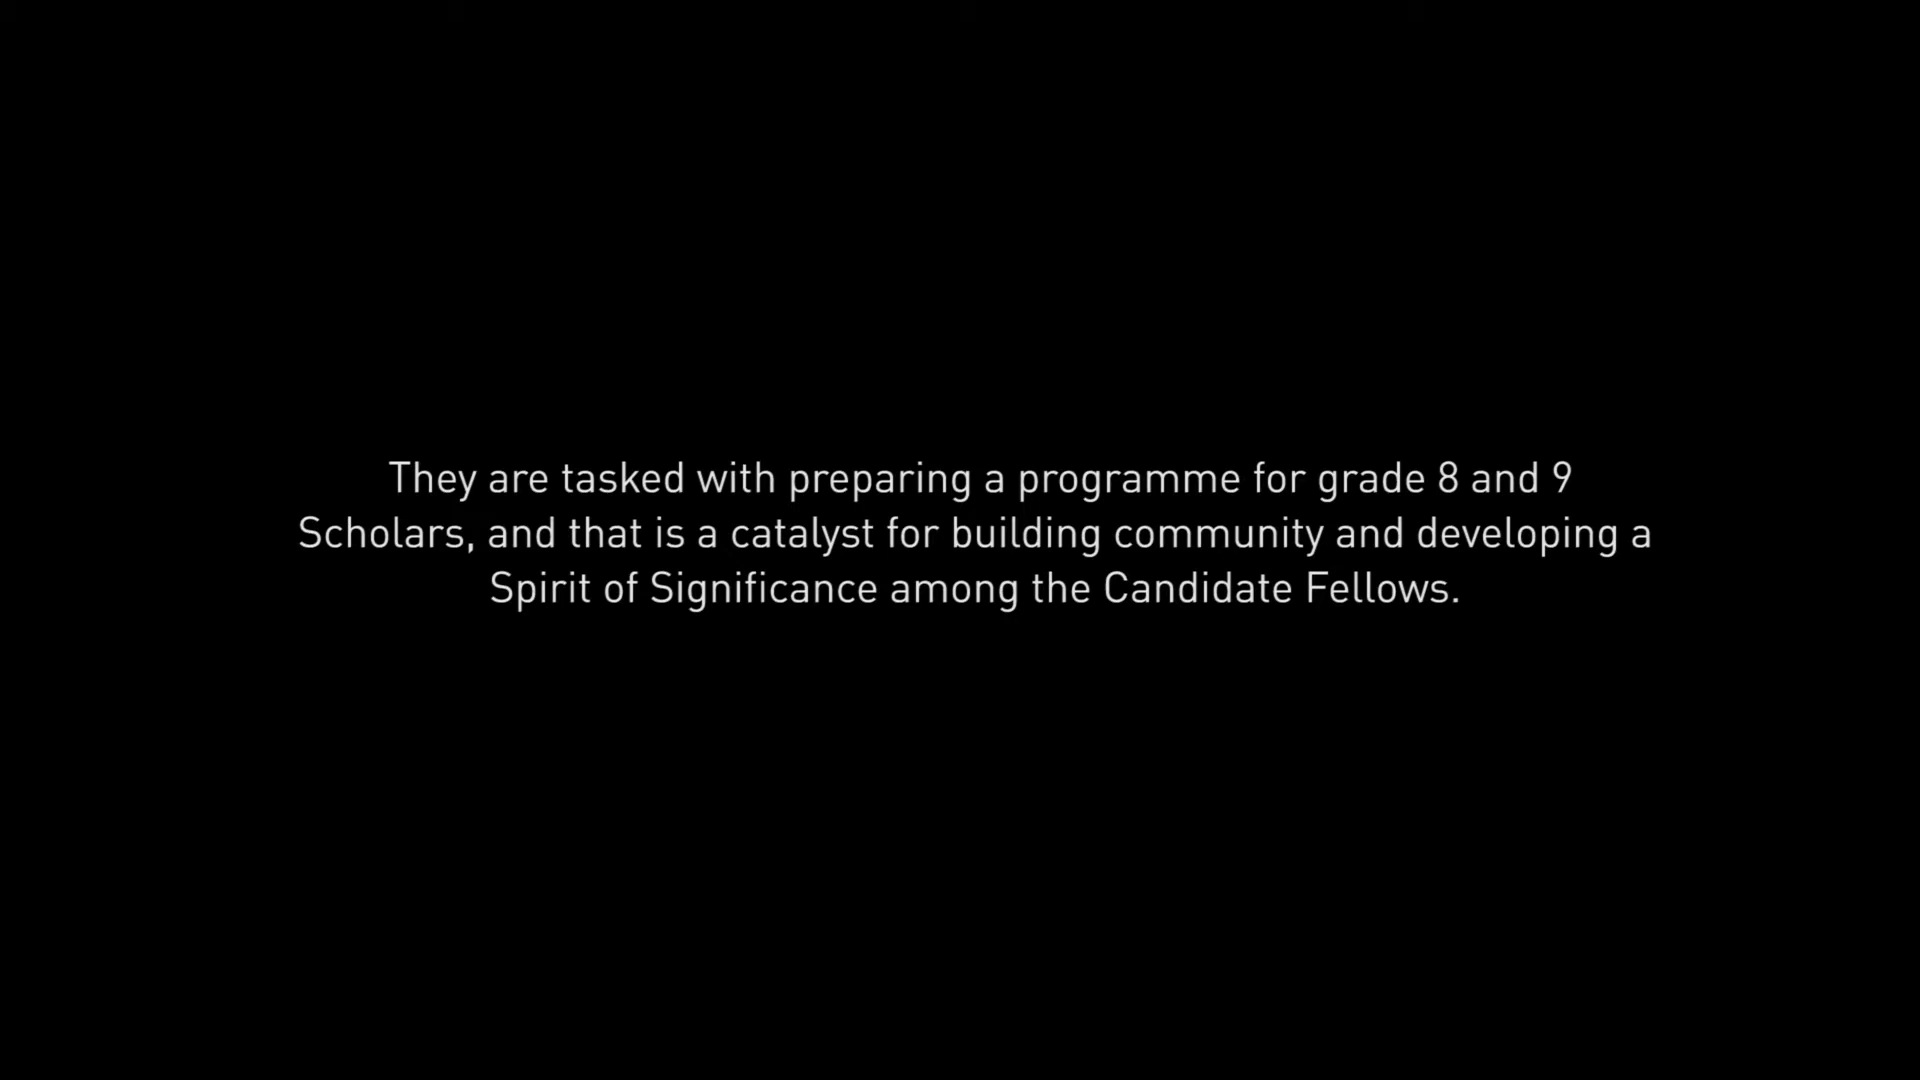 They are tasked with preparing a programme for grade 8 and 9
Scholars, and that is a catalyst for building community and developing a
Spirit of Significance among the Candidate Fellows.